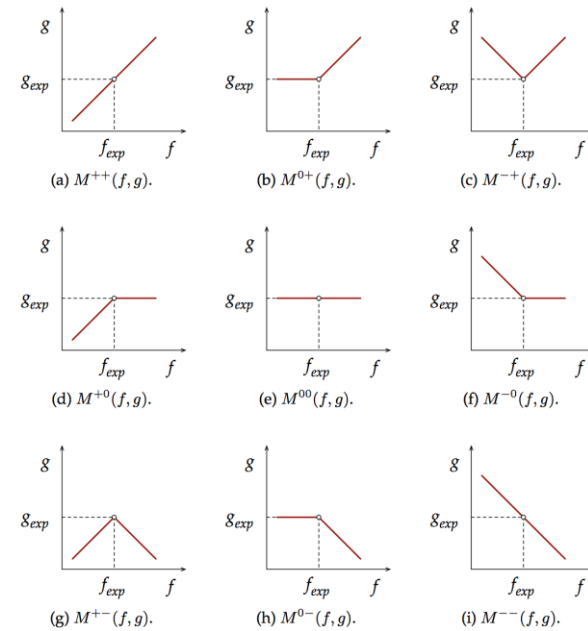 g
g
g
g_exp
g_exp
g_exp
f_exp f
f_exp f
f_exp f
(a) M^{++}(f, g).
(b) M^{0+}(f, g).
(c) M^{-+}(f, g).
g
g
g
g_exp
g_exp
g_exp
f_exp f
f_exp f
f_exp f
(d) M^{+0}(f, g).
(e) M^{00}(f, g).
(f) M^{-0}(f, g).
g
g
g
g_exp
g_exp
g_exp
f_exp f
f_exp f
f_exp f
(g) M^{+-}(f, g).
(h) M^{0-}(f, g).
(i) M^{--}(f, g).